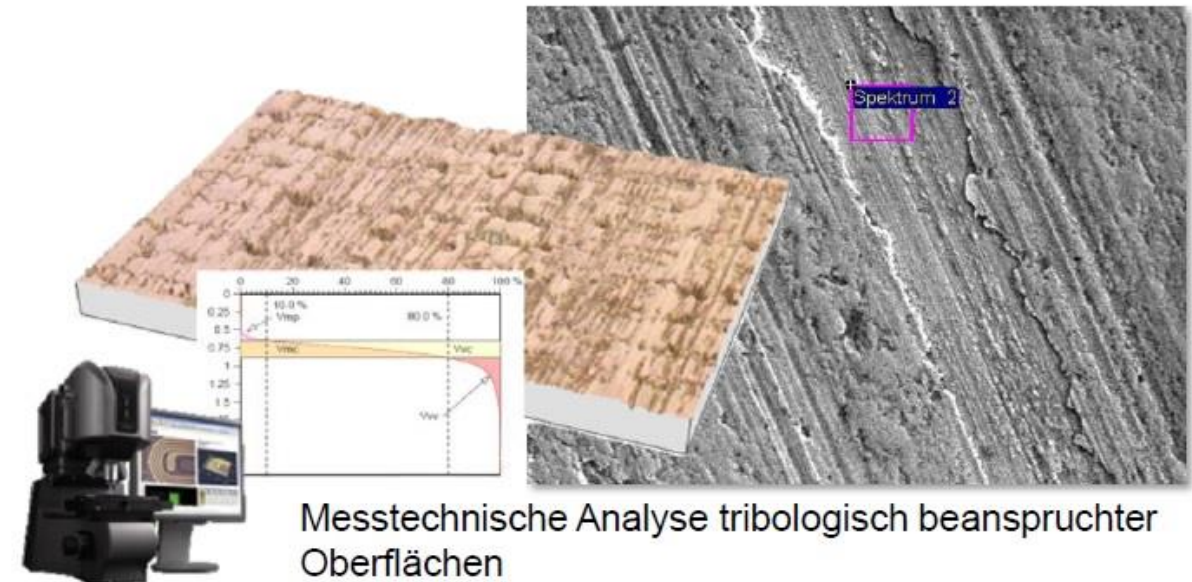 Spektrum 2
0 20 40 60 80 100 %
0
10.0 %
80.0 %
0.25
Vmp
0.5
0.75
Vmc
Vvc
1
1.25
1.5
Vvv
Messtechnische Analyse tribologisch beanspruchter
Oberflächen